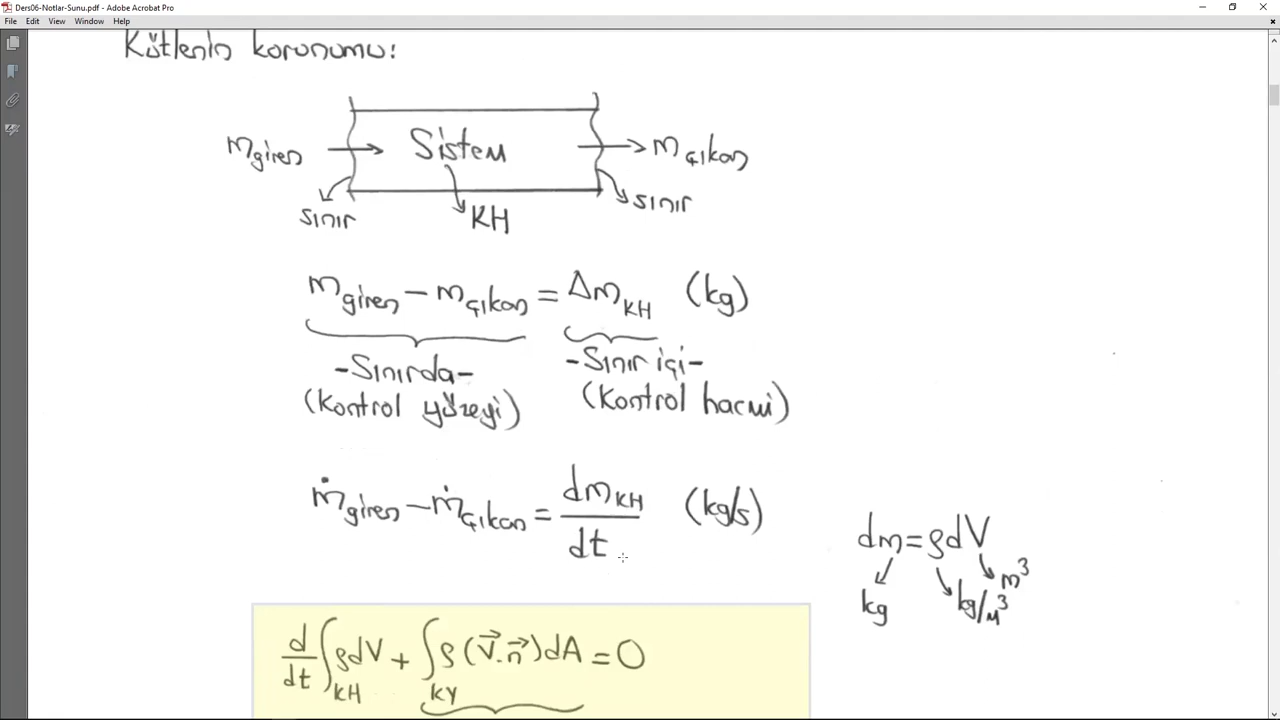 Ders06-Notlar-Sunu.pdf - Adobe Acrobat Pro
File Edit View Window Help
Kütlenin korunumu:
m giren → Sistem → m çıkan
sınır KH sınır
m giren - m çıkan = Δm KH (kg)
-Sınırda- -Sınır içi-
(Kontrol yüzeyi) (Kontrol hacmi)
ṁ giren - ṁ çıkan = dm KH / dt (kg/s)
dm = ρdV
kg kg/m³ m³
d/dt ∫KH ρdV + ∫KY ρ(V⃗.n⃗)dA = 0